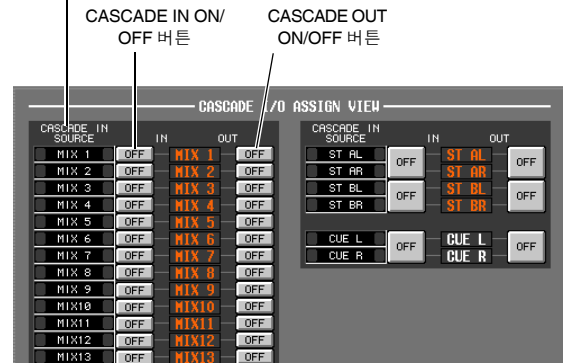 CASCADE IN ON/
OFF 버튼
CASCADE OUT
ON/OFF 버튼
CASCADE I/O ASSIGN VIEW
CASCADE IN
SOURCE IN OUT
MIX 1 OFF MIX 1 OFF
MIX 2 OFF MIX 2 OFF
MIX 3 OFF MIX 3 OFF
MIX 4 OFF MIX 4 OFF
MIX 5 OFF MIX 5 OFF
MIX 6 OFF MIX 6 OFF
MIX 7 OFF MIX 7 OFF
MIX 8 OFF MIX 8 OFF
MIX 9 OFF MIX 9 OFF
MIX10 OFF MIX10 OFF
MIX11 OFF MIX11 OFF
MIX12 OFF MIX12 OFF
MIX13 OFF MIX13 OFF
CASCADE IN
SOURCE IN OUT
ST AL OFF ST AL OFF
ST AR ST AR
ST BL OFF ST BL OFF
ST BR ST BR
CUE L OFF CUE L OFF
CUE R CUE R